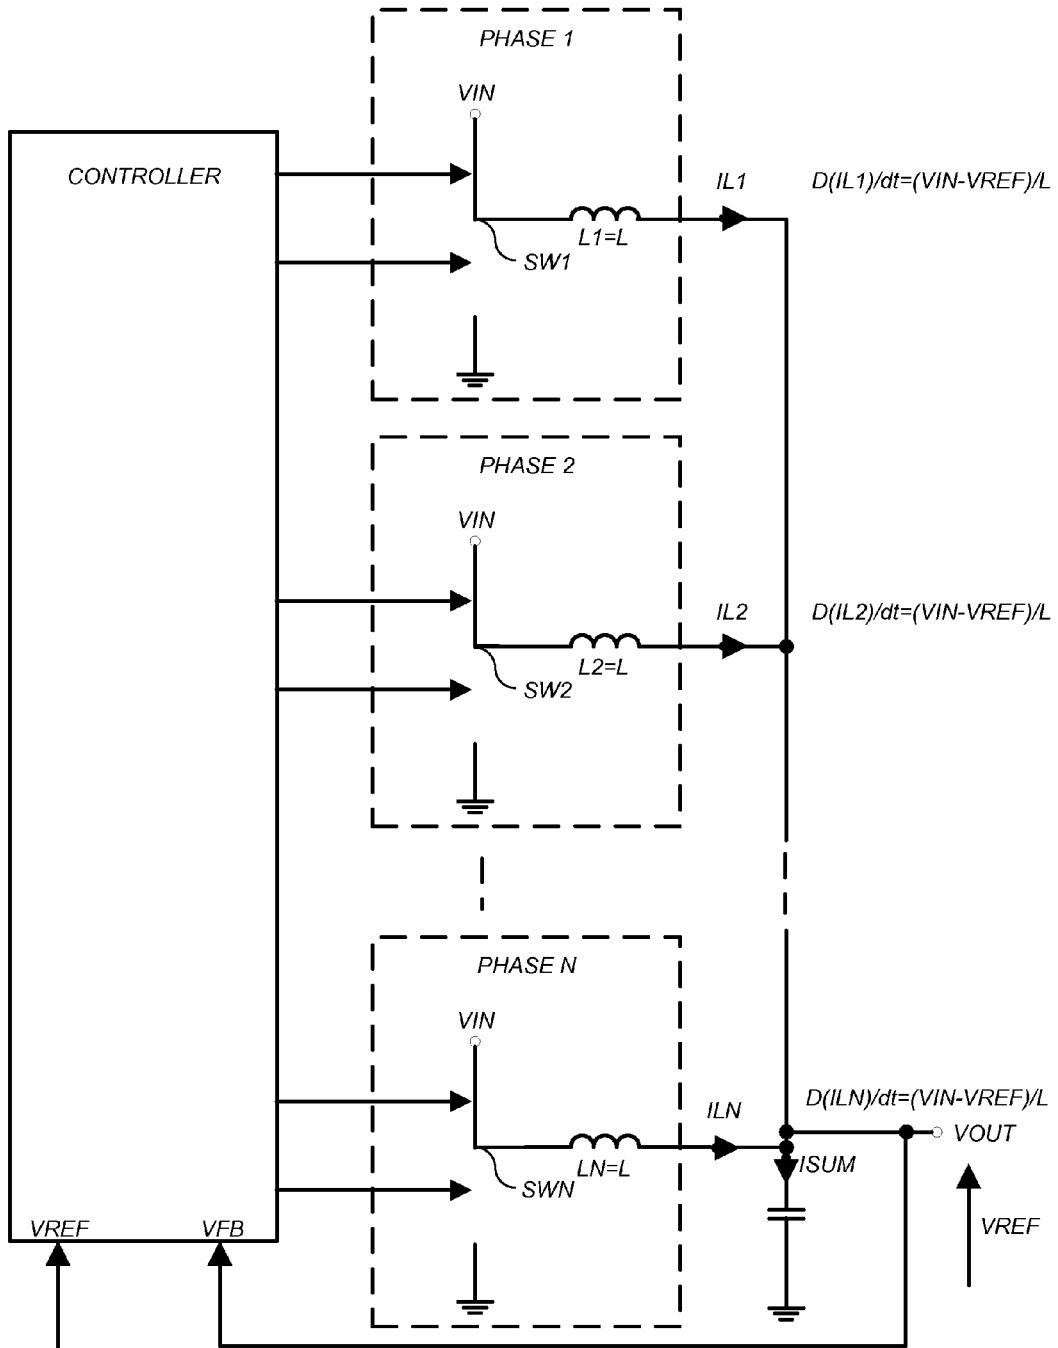 PHASE 1
VIN
CONTROLLER
IL1
D(IL1)/dt=(VIN-VREF)/L
L1=L
SW1
PHASE 2
VIN
IL2
D(IL2)/dt=(VIN-VREF)/L
L2=L
SW2
PHASE N
VIN
ILN
D(ILN)/dt=(VIN-VREF)/L
VOUT
LN=L
ISUM
SWN
VREF
VFB
VREF